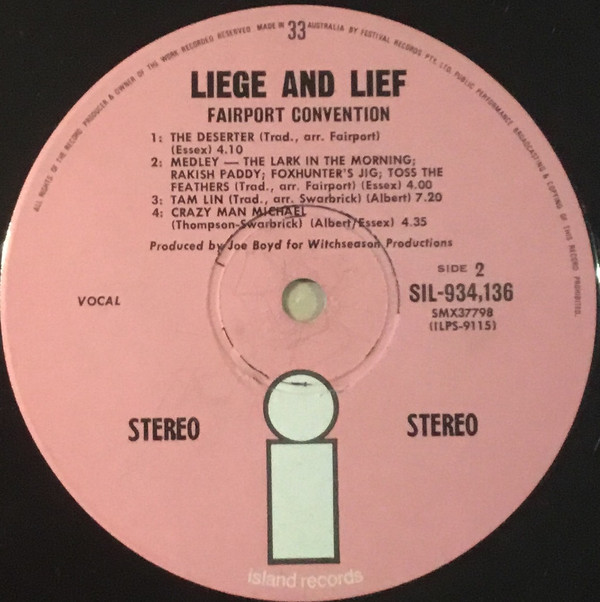 ALL RIGHTS OF THE RECORD PRODUCER & OWNER OF THE WORK RECORDED RESERVED. MADE IN 33 AUSTRALIA BY FESTIVAL RECORDS PTY. LTD. PUBLIC PERFORMANCE BROADCASTING & COPYING OF THIS RECORD PROHIBITED.
LIEGE AND LIEF
FAIRPORT CONVENTION
1: THE DESERTER (Trad., arr. Fairport)
(Essex) 4.10
2: MEDLEY — THE LARK IN THE MORNING;
RAKISH PADDY; FOXHUNTER'S JIG; TOSS THE
FEATHERS (Trad., arr. Fairport) (Essex) 4.00
3: TAM LIN (Trad., arr. Swarbrick) (Albert) 7.20
4: CRAZY MAN MICHAEL
(Thompson-Swarbrick) (Albert/Essex) 4.35
Produced by Joe Boyd for Witchseason Productions
SIDE 2
VOCAL
SIL-934,136
SMX37798
(ILPS-9115)
STEREO
STEREO
i
island records